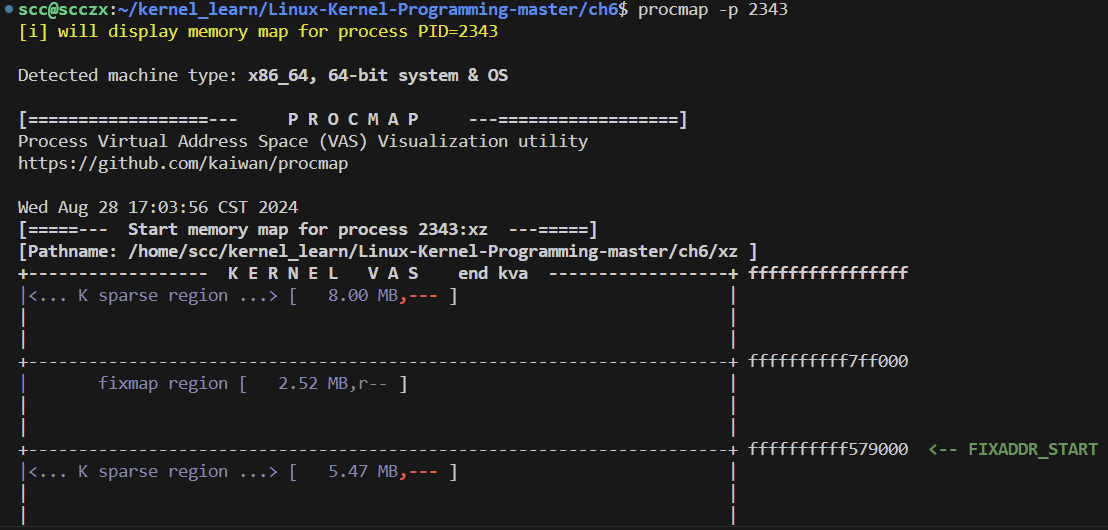 scc@scczx:~/kernel_learn/Linux-Kernel-Programming-master/ch6$ procmap -p 2343
[i] will display memory map for process PID=2343
Detected machine type: x86_64, 64-bit system & OS
[==================---     P R O C M A P     ---==================]
Process Virtual Address Space (VAS) Visualization utility
https://github.com/kaiwan/procmap
Wed Aug 28 17:03:56 CST 2024
[=====---  Start memory map for process 2343:xz  ---=====]
[Pathname: /home/scc/kernel_learn/Linux-Kernel-Programming-master/ch6/xz ]
+------------------  K E R N E L   V A S    end kva  ------------------+ ffffffffffffffff
|<... K sparse region ...> [   8.00 MB,--- ]                           |
|                                                                      |
|                                                                      |
+----------------------------------------------------------------------+ ffffffffff7ff000
|       fixmap region [   2.52 MB,r-- ]                                |
|                                                                      |
|                                                                      |
+----------------------------------------------------------------------+ ffffffffff579000  <-- FIXADDR_START
|<... K sparse region ...> [   5.47 MB,--- ]                           |
|                                                                      |
|                                                                      |